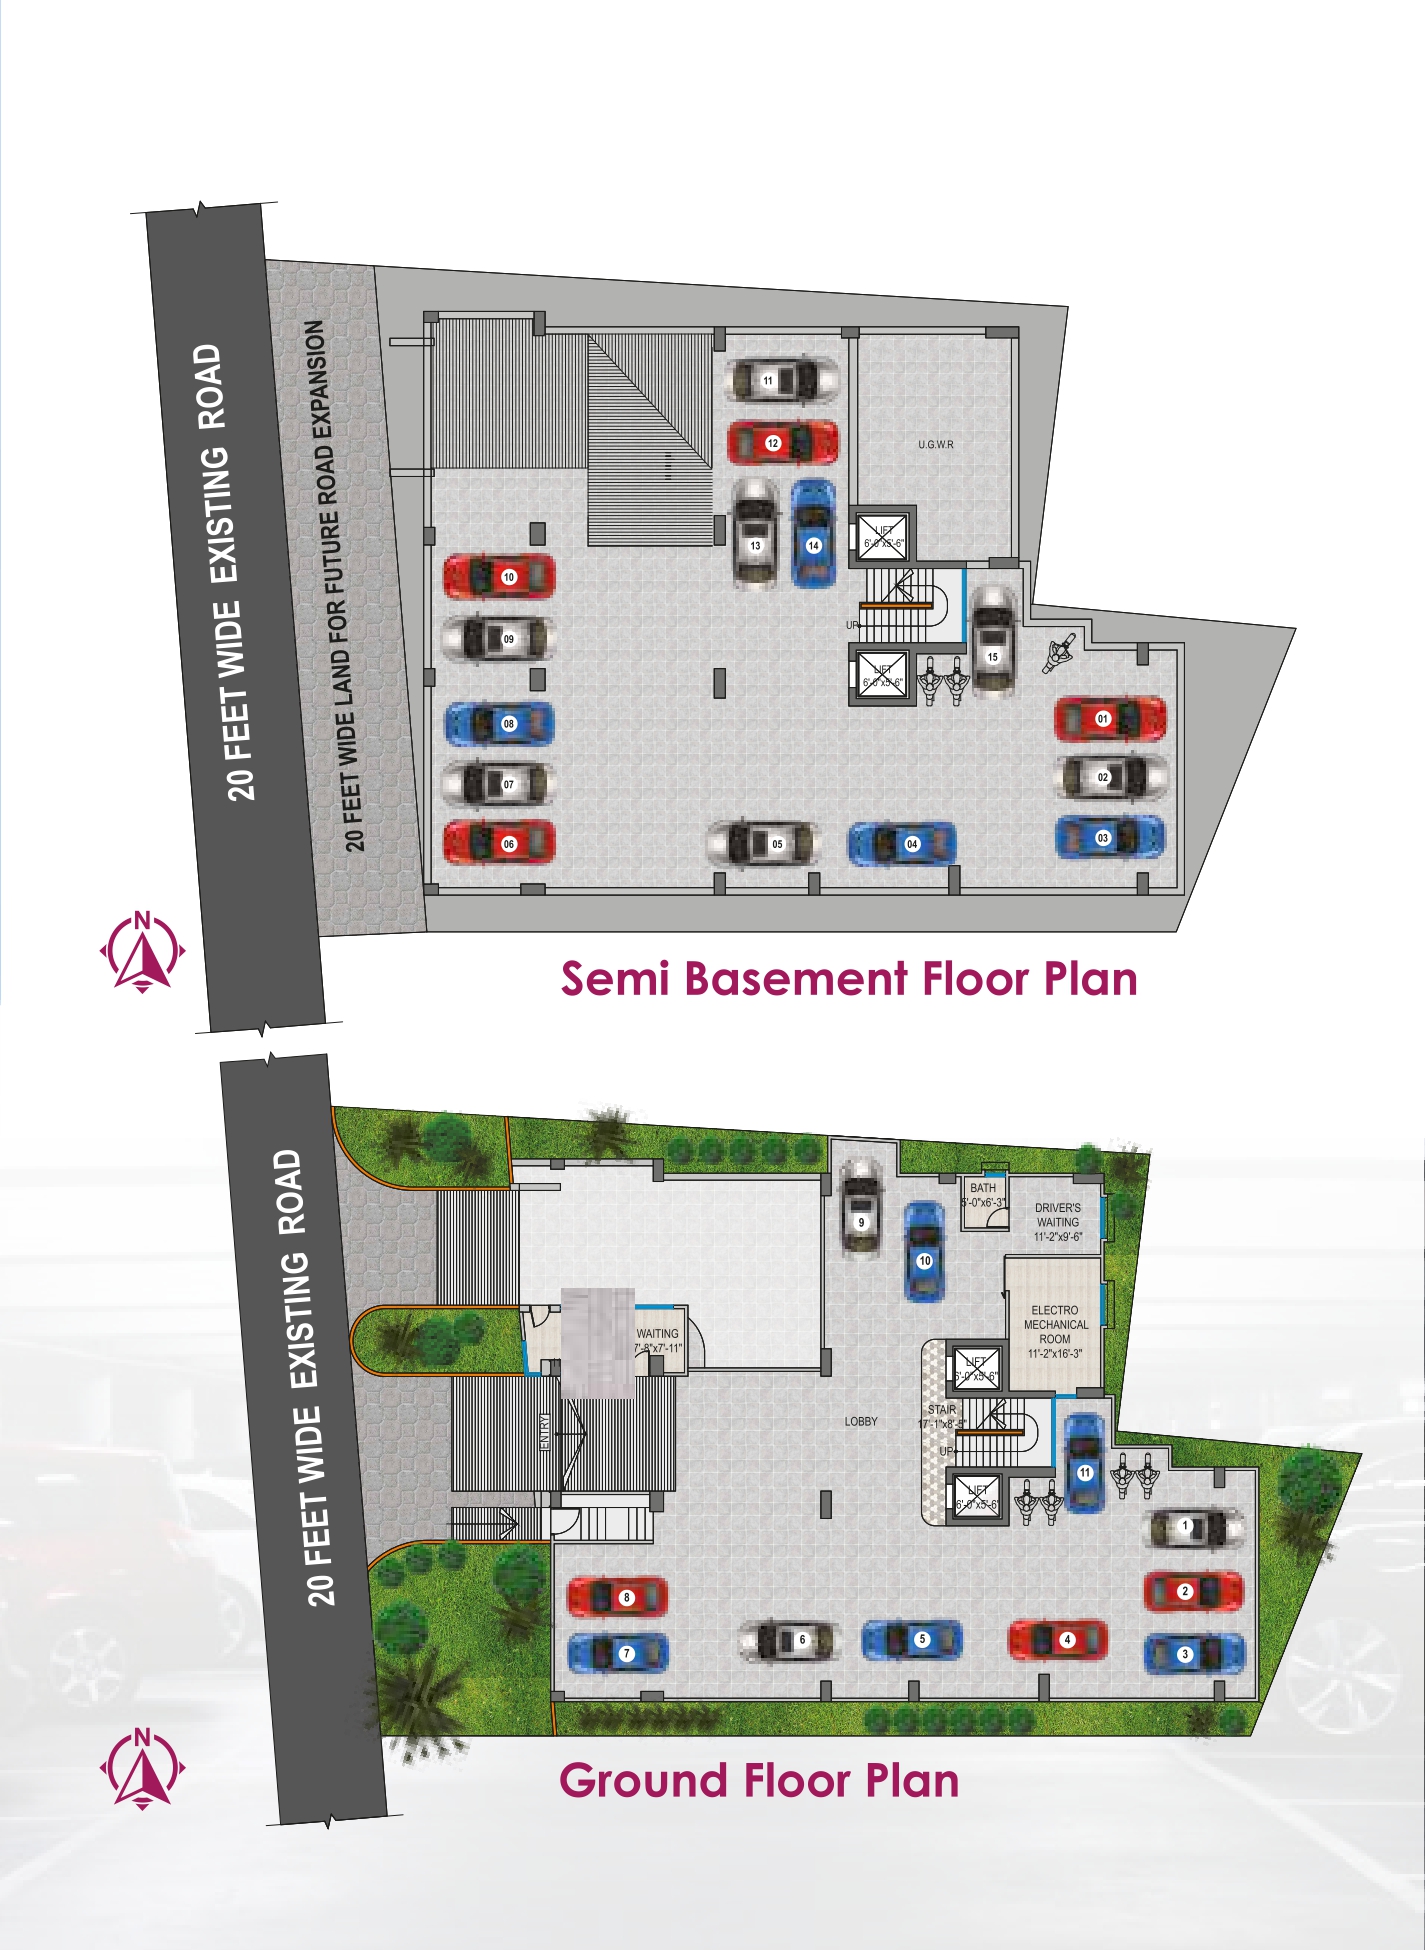 20 FEET WIDE EXISTING ROAD
20 FEET WIDE LAND FOR FUTURE ROAD EXPANSION
11
12
U.G.W.R
13
14
LIFT
6'-0"x5'-6"
10
UP
09
15
LIFT
6'-0"x5'-6"
08
01
07
02
06
05
04
03
N
Semi Basement Floor Plan
20 FEET WIDE EXISTING ROAD
9
10
BATH
5'-0"x6'-3"
DRIVER'S
WAITING
11'-2"x9'-6"
ELECTRO
MECHANICAL
ROOM
11'-2"x16'-3"
WAITING
7'-8"x7'-11"
LIFT
6'-0"x5'-6"
ENTRY
LOBBY
STAIR
17'-1"x8'-5"
UP
11
LIFT
6'-0"x5'-6'
1
8
2
7
6
5
4
3
N
Ground Floor Plan